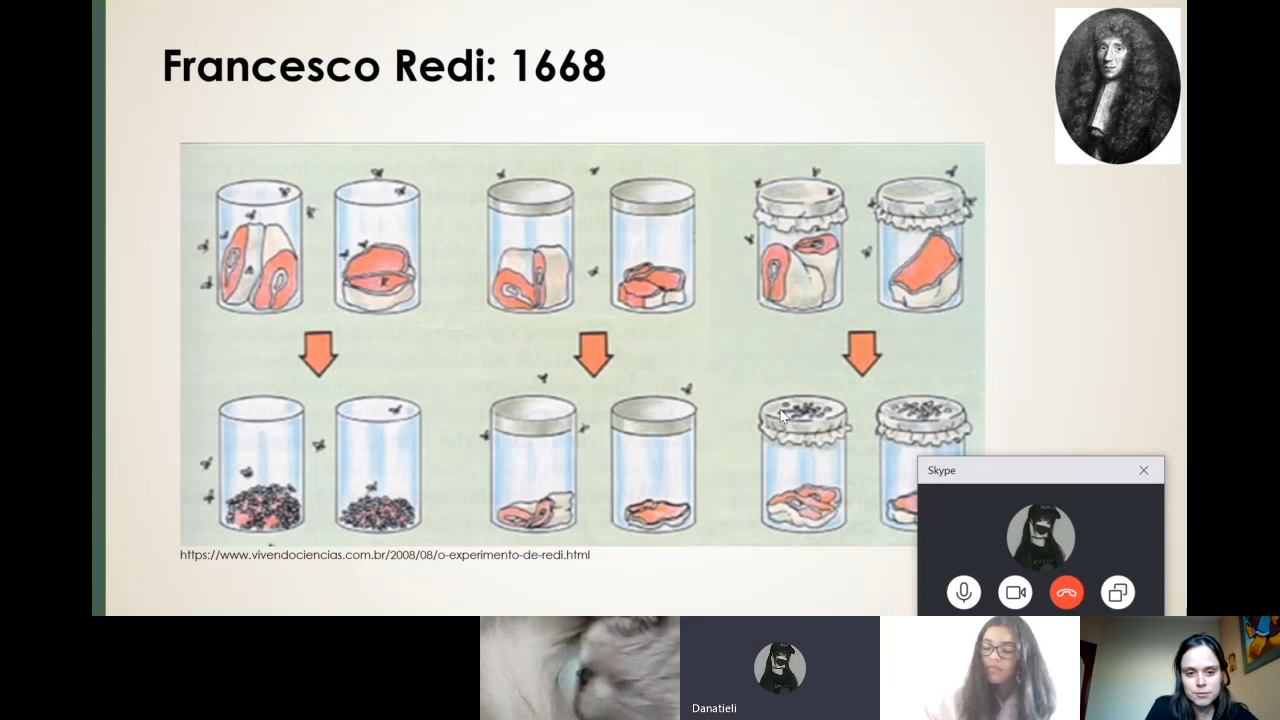 Francesco Redi: 1668
https://www.vivendociencias.com.br/2008/08/o-experimento-de-redi.html
Skype
Danatieli